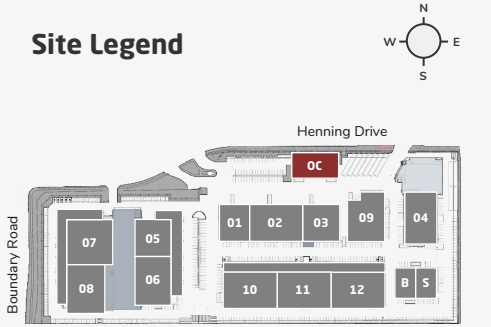 N
Site Legend
W E
S
Henning Drive
OC
01 02 03 09 04
07 05
Boundary Road
08 06 10 11 12 B S